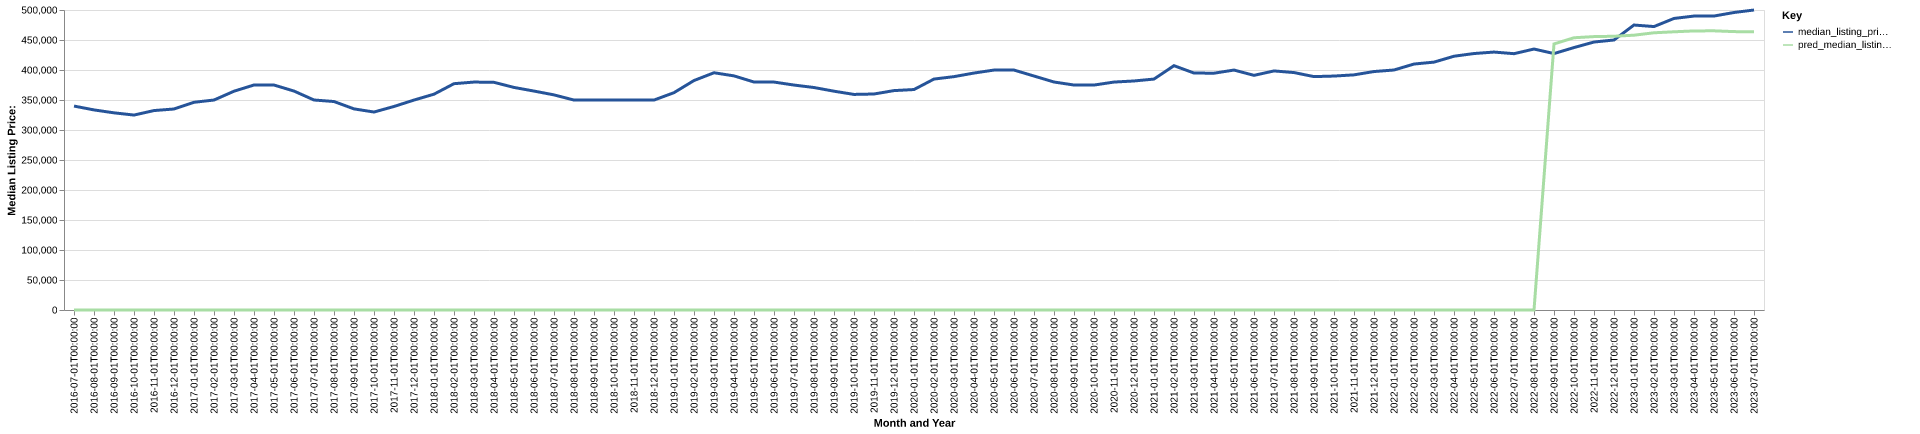 500,000
450,000
400,000
350,000
300,000
250,000
200,000
150,000
100,000
50,000
0
Median Listing Price:
2016-07-01T00:00:00
2016-08-01T00:00:00
2016-09-01T00:00:00
2016-10-01T00:00:00
2016-11-01T00:00:00
2016-12-01T00:00:00
2017-01-01T00:00:00
2017-02-01T00:00:00
2017-03-01T00:00:00
2017-04-01T00:00:00
2017-05-01T00:00:00
2017-06-01T00:00:00
2017-07-01T00:00:00
2017-08-01T00:00:00
2017-09-01T00:00:00
2017-10-01T00:00:00
2017-11-01T00:00:00
2017-12-01T00:00:00
2018-01-01T00:00:00
2018-02-01T00:00:00
2018-03-01T00:00:00
2018-04-01T00:00:00
2018-05-01T00:00:00
2018-06-01T00:00:00
2018-07-01T00:00:00
2018-08-01T00:00:00
2018-09-01T00:00:00
2018-10-01T00:00:00
2018-11-01T00:00:00
2018-12-01T00:00:00
2019-01-01T00:00:00
2019-02-01T00:00:00
2019-03-01T00:00:00
2019-04-01T00:00:00
2019-05-01T00:00:00
2019-06-01T00:00:00
2019-07-01T00:00:00
2019-08-01T00:00:00
2019-09-01T00:00:00
2019-10-01T00:00:00
2019-11-01T00:00:00
2019-12-01T00:00:00
2020-01-01T00:00:00
2020-02-01T00:00:00
2020-03-01T00:00:00
2020-04-01T00:00:00
2020-05-01T00:00:00
2020-06-01T00:00:00
2020-07-01T00:00:00
2020-08-01T00:00:00
2020-09-01T00:00:00
2020-10-01T00:00:00
2020-11-01T00:00:00
2020-12-01T00:00:00
2021-01-01T00:00:00
2021-02-01T00:00:00
2021-03-01T00:00:00
2021-04-01T00:00:00
2021-05-01T00:00:00
2021-06-01T00:00:00
2021-07-01T00:00:00
2021-08-01T00:00:00
2021-09-01T00:00:00
2021-10-01T00:00:00
2021-11-01T00:00:00
2021-12-01T00:00:00
2022-01-01T00:00:00
2022-02-01T00:00:00
2022-03-01T00:00:00
2022-04-01T00:00:00
2022-05-01T00:00:00
2022-06-01T00:00:00
2022-07-01T00:00:00
2022-08-01T00:00:00
2022-09-01T00:00:00
2022-10-01T00:00:00
2022-11-01T00:00:00
2022-12-01T00:00:00
2023-01-01T00:00:00
2023-02-01T00:00:00
2023-03-01T00:00:00
2023-04-01T00:00:00
2023-05-01T00:00:00
2023-06-01T00:00:00
2023-07-01T00:00:00
Month and Year
Key
median_listing_pri…
pred_median_listin…